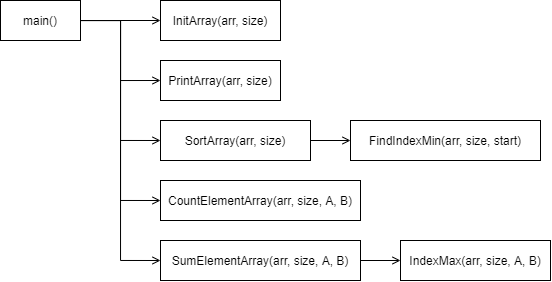 main()
InitArray(arr, size)
PrintArray(arr, size)
SortArray(arr, size)
FindIndexMin(arr, size, start)
CountElementArray(arr, size, A, B)
SumElementArray(arr, size, A, B)
IndexMax(arr, size, A, B)